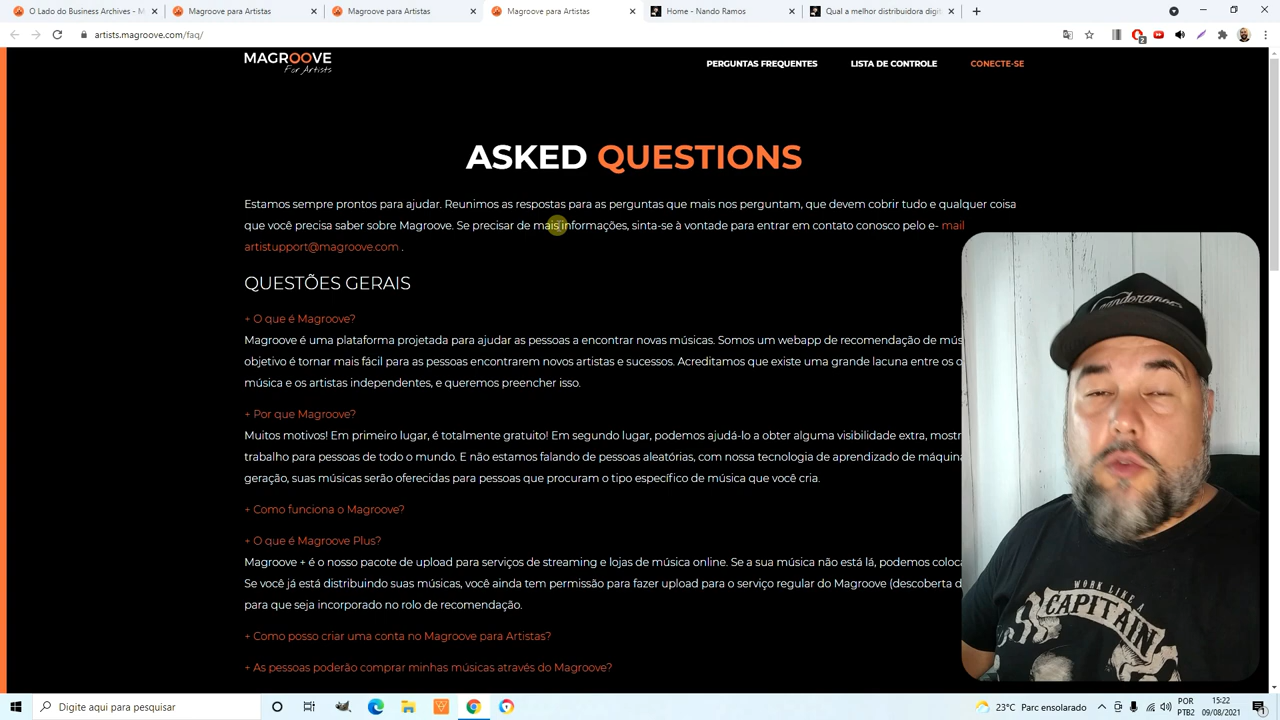 O Lado do Business Archives - M
Magroove para Artistas
Magroove para Artistas
Magroove para Artistas
Home - Nando Ramos
Qual a melhor distribuidora digit
artists.magroove.com/faq/
2
MAGROOVE
For Artists
PERGUNTAS FREQUENTES
LISTA DE CONTROLE
CONECTE-SE
ASKED QUESTIONS
Estamos sempre prontos para ajudar. Reunimos as respostas para as perguntas que mais nos perguntam, que devem cobrir tudo e qualquer coisa
que você precisa saber sobre Magroove. Se precisar de mais informações, sinta-se à vontade para entrar em contato conosco pelo e- mail
artistupport@magroove.com .
QUESTÕES GERAIS
+ O que é Magroove?
Magroove é uma plataforma projetada para ajudar as pessoas a encontrar novas músicas. Somos um webapp de recomendação de mús
objetivo é tornar mais fácil para as pessoas encontrarem novos artistas e sucessos. Acreditamos que existe uma grande lacuna entre os
música e os artistas independentes, e queremos preencher isso.
+ Por que Magroove?
Muitos motivos! Em primeiro lugar, é totalmente gratuito! Em segundo lugar, podemos ajudá-lo a obter alguma visibilidade extra, mostr
trabalho para pessoas de todo o mundo. E não estamos falando de pessoas aleatórias, com nossa tecnologia de aprendizado de máquin
geração, suas músicas serão oferecidas para pessoas que procuram o tipo específico de música que você cria.
+ Como funciona o Magroove?
+ O que é Magroove Plus?
Magroove + é o nosso pacote de upload para serviços de streaming e lojas de música online. Se a sua música não está lá, podemos coloc
Se você já está distribuindo suas músicas, você ainda tem permissão para fazer upload para o serviço regular do Magroove (descoberta d
para que seja incorporado no rolo de recomendação.
+ Como posso criar uma conta no Magroove para Artistas?
+ As pessoas poderão comprar minhas músicas através do Magroove?
WORK LIKE A
CAPTAIN
Digite aqui para pesquisar
23°C Parc ensolarado
POR
PTB2
15:22
09/08/2021
1